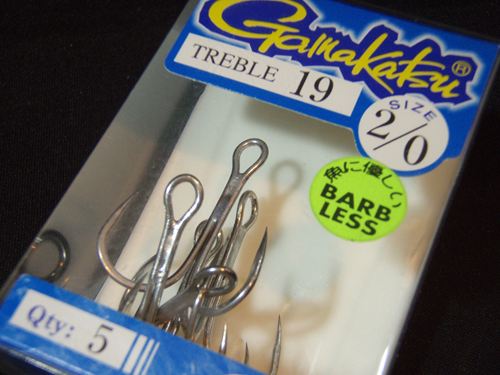 Gamakatsu®
TREBLE 19
SIZE
2/0
魚に優しい
BARB
LESS
Qty: 5